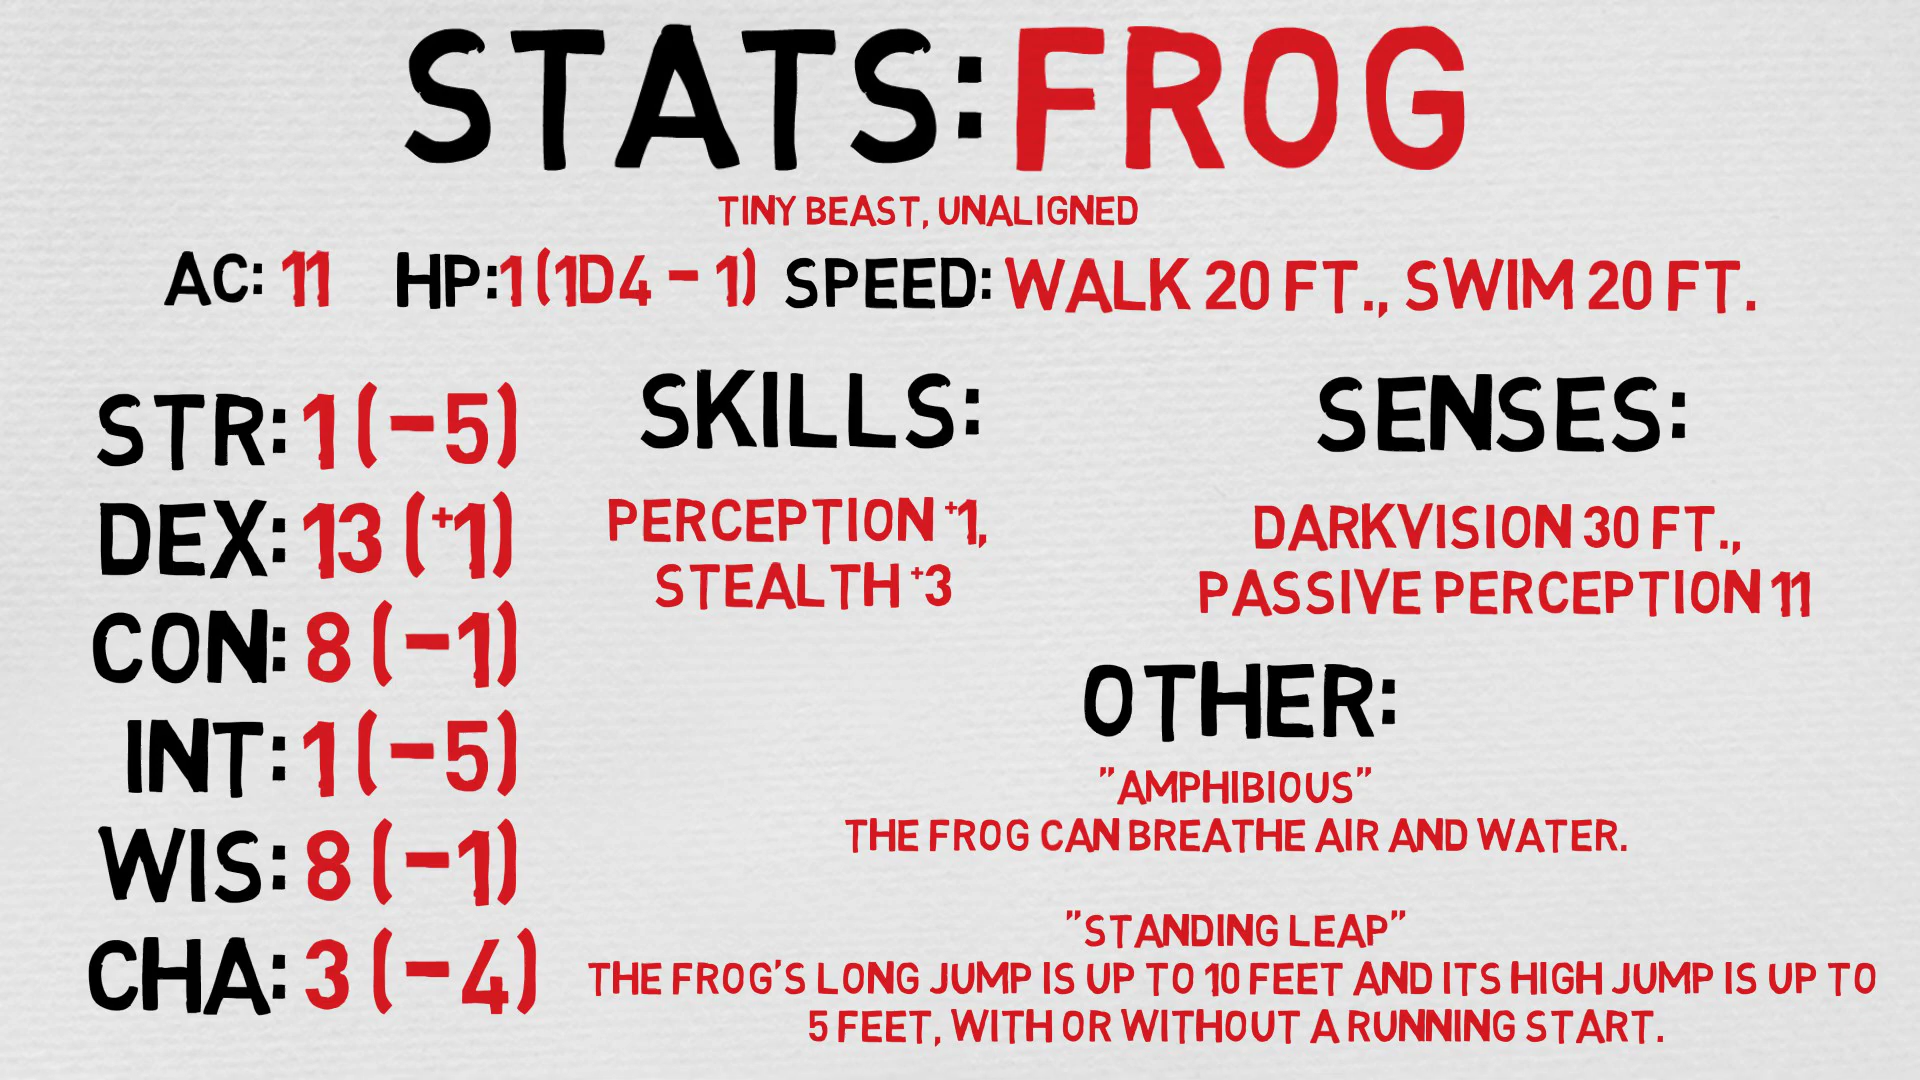 STATS:FROG
TINY BEAST, UNALIGNED
AC: 11 HP:1 (1D4 - 1) SPEED: WALK 20 FT., SWIM 20 FT.
STR: 1 (-5)
DEX: 13 (+1)
CON: 8 (-1)
INT: 1 (-5)
WIS: 8 (-1)
CHA: 3 (-4)
SKILLS:
PERCEPTION +1,
STEALTH +3
SENSES:
DARKVISION 30 FT.,
PASSIVE PERCEPTION 11
OTHER:
"AMPHIBIOUS"
THE FROG CAN BREATHE AIR AND WATER.
"STANDING LEAP"
THE FROG'S LONG JUMP IS UP TO 10 FEET AND ITS HIGH JUMP IS UP TO
5 FEET, WITH OR WITHOUT A RUNNING START.